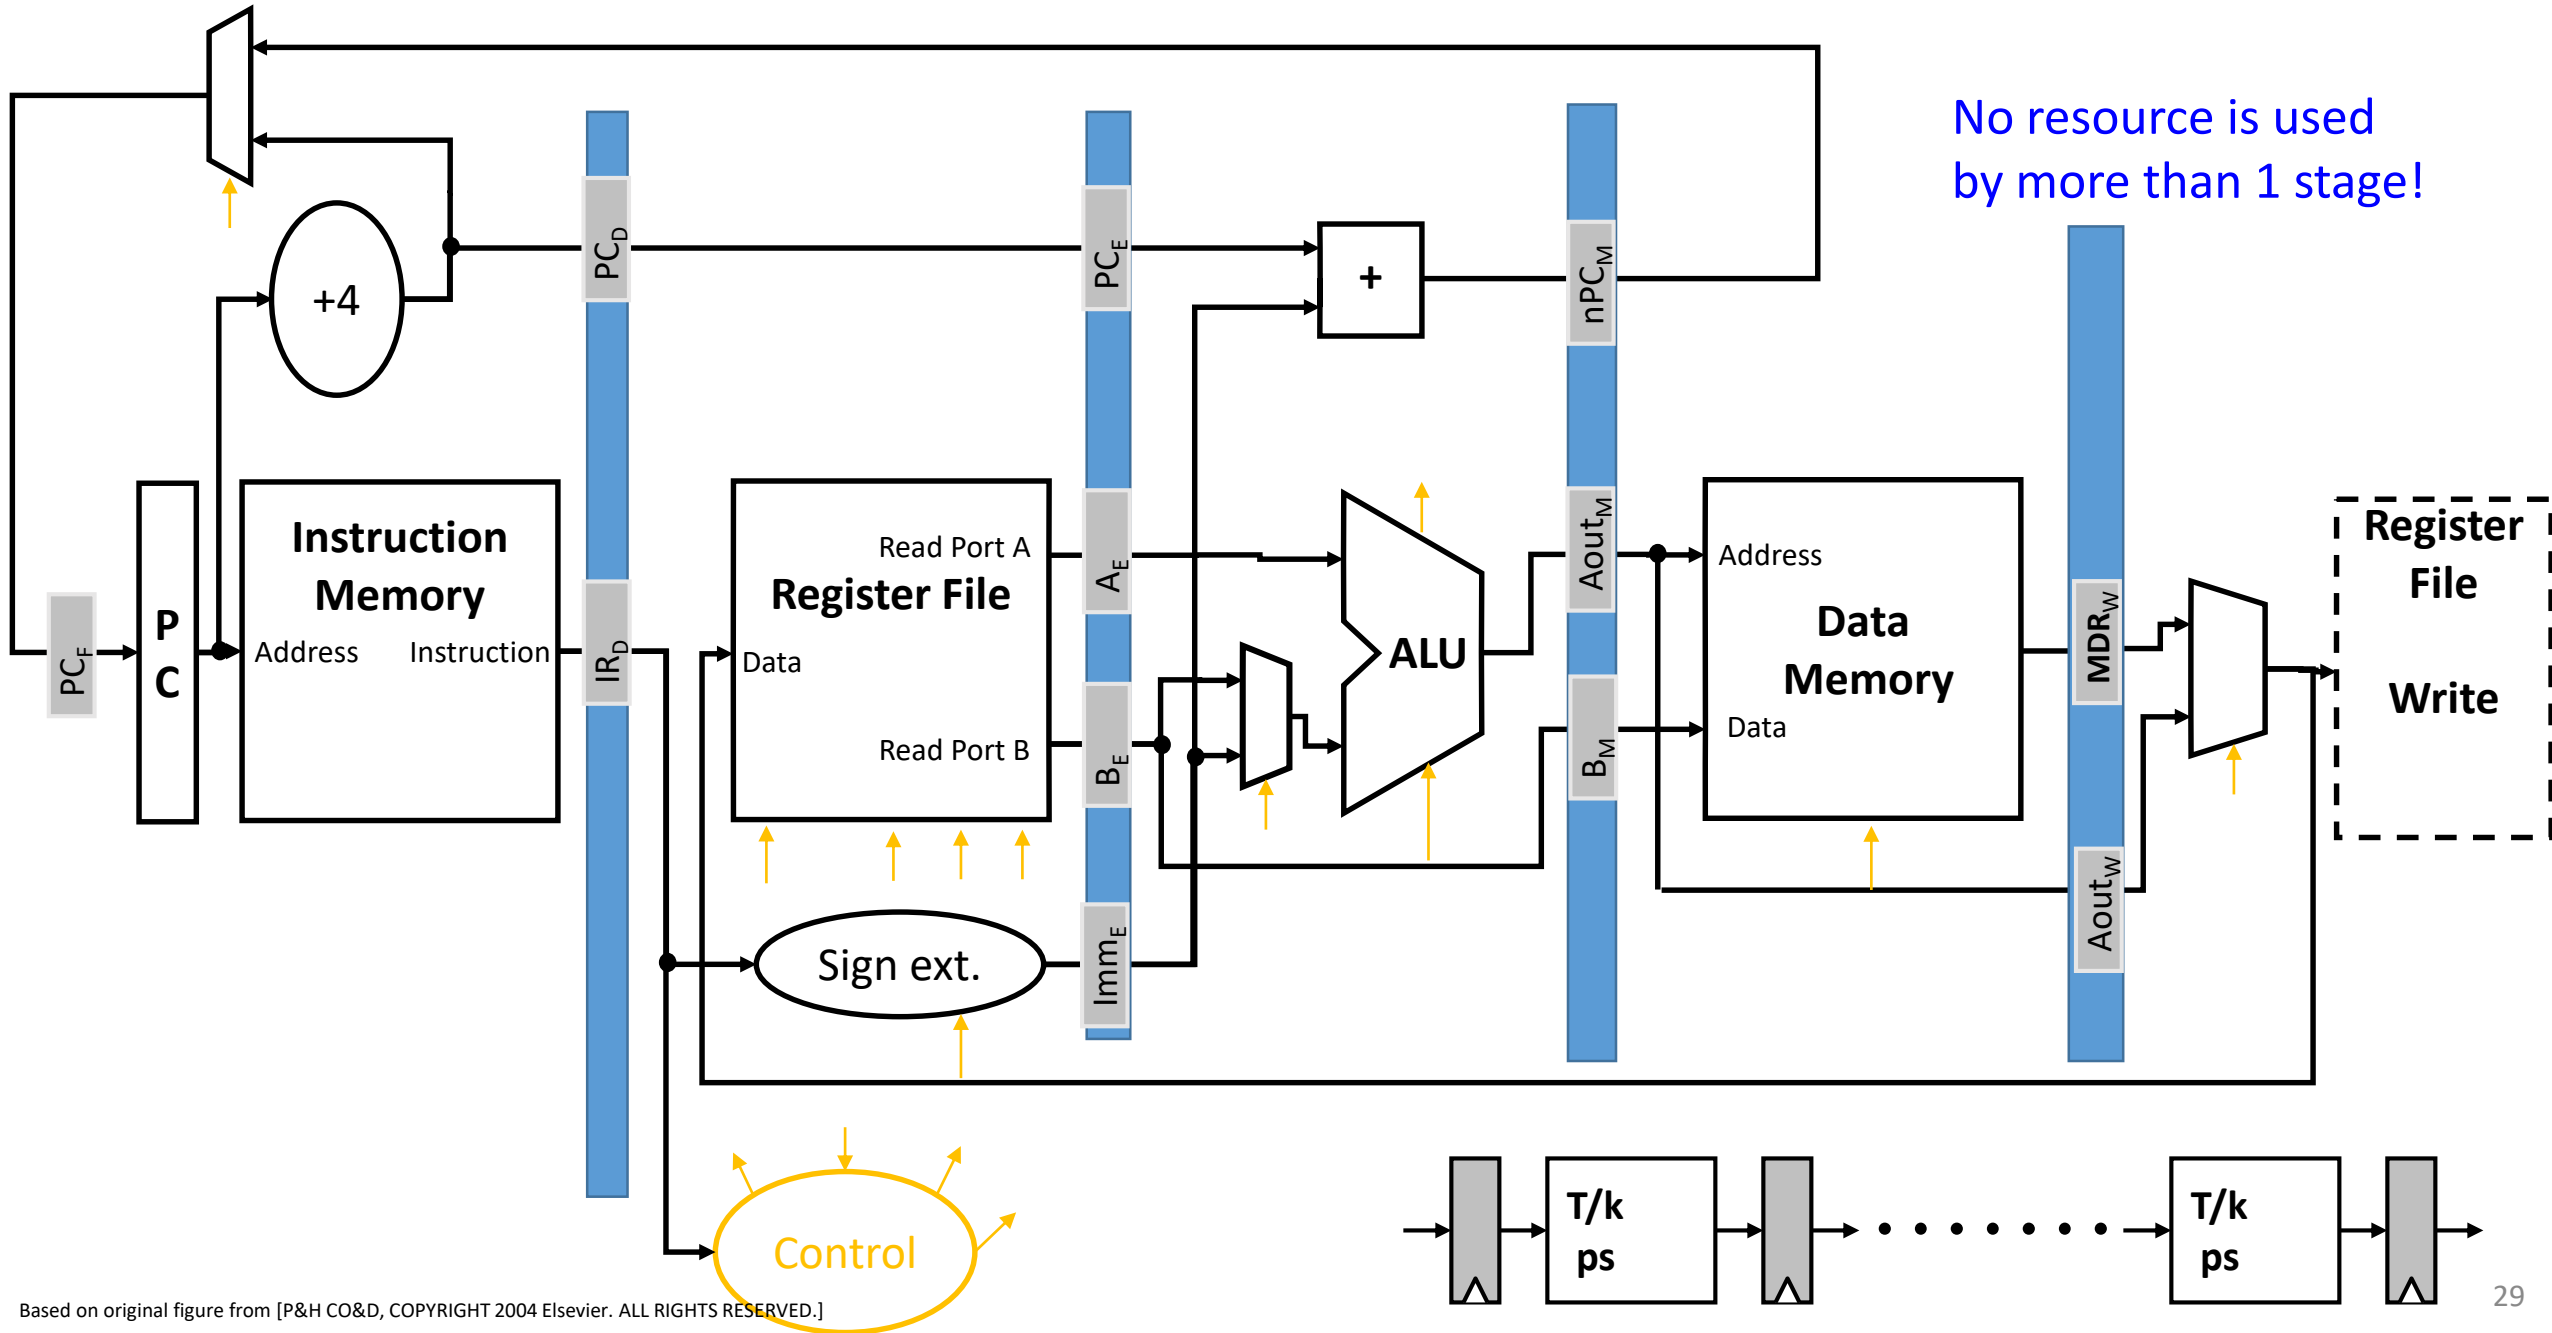 No resource is used
by more than 1 stage!
+4
PC_D
PC_E
+
nPC_M
PC_F
P
C
Instruction
Memory
Address
Instruction
IR_D
Read Port A
Register File
Data
Read Port B
A_E
B_E
Imm_E
ALU
Aout_M
B_M
Address
Data
Memory
Data
MDR_W
Aout_W
Register
File
Write
Sign ext.
Control
T/k
ps
T/k
ps
Based on original figure from [P&H CO&D, COPYRIGHT 2004 Elsevier. ALL RIGHTS RESERVED.]
29